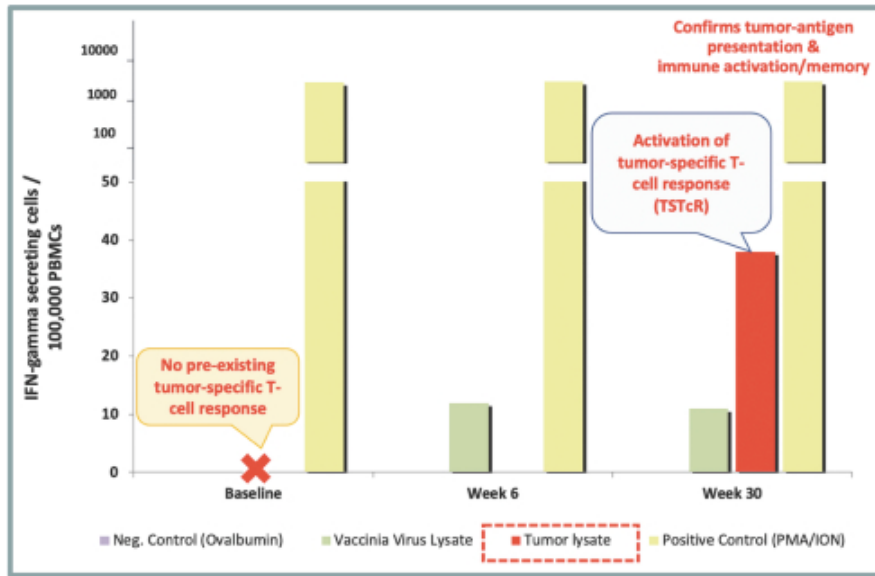 Confirms tumor-antigen
presentation &
immune activation/memory
10000
1000
100
Activation of
tumor-specific T-
cell response
(TSTcR)
50
40
30
20
10
0
IFN-gamma secreting cells /
100,000 PBMCs
No pre-existing
tumor-specific T-
cell response
Baseline
Week 6
Week 30
Neg. Control (Ovalbumin)
Vaccinia Virus Lysate
Tumor lysate
Positive Control (PMA/ION)